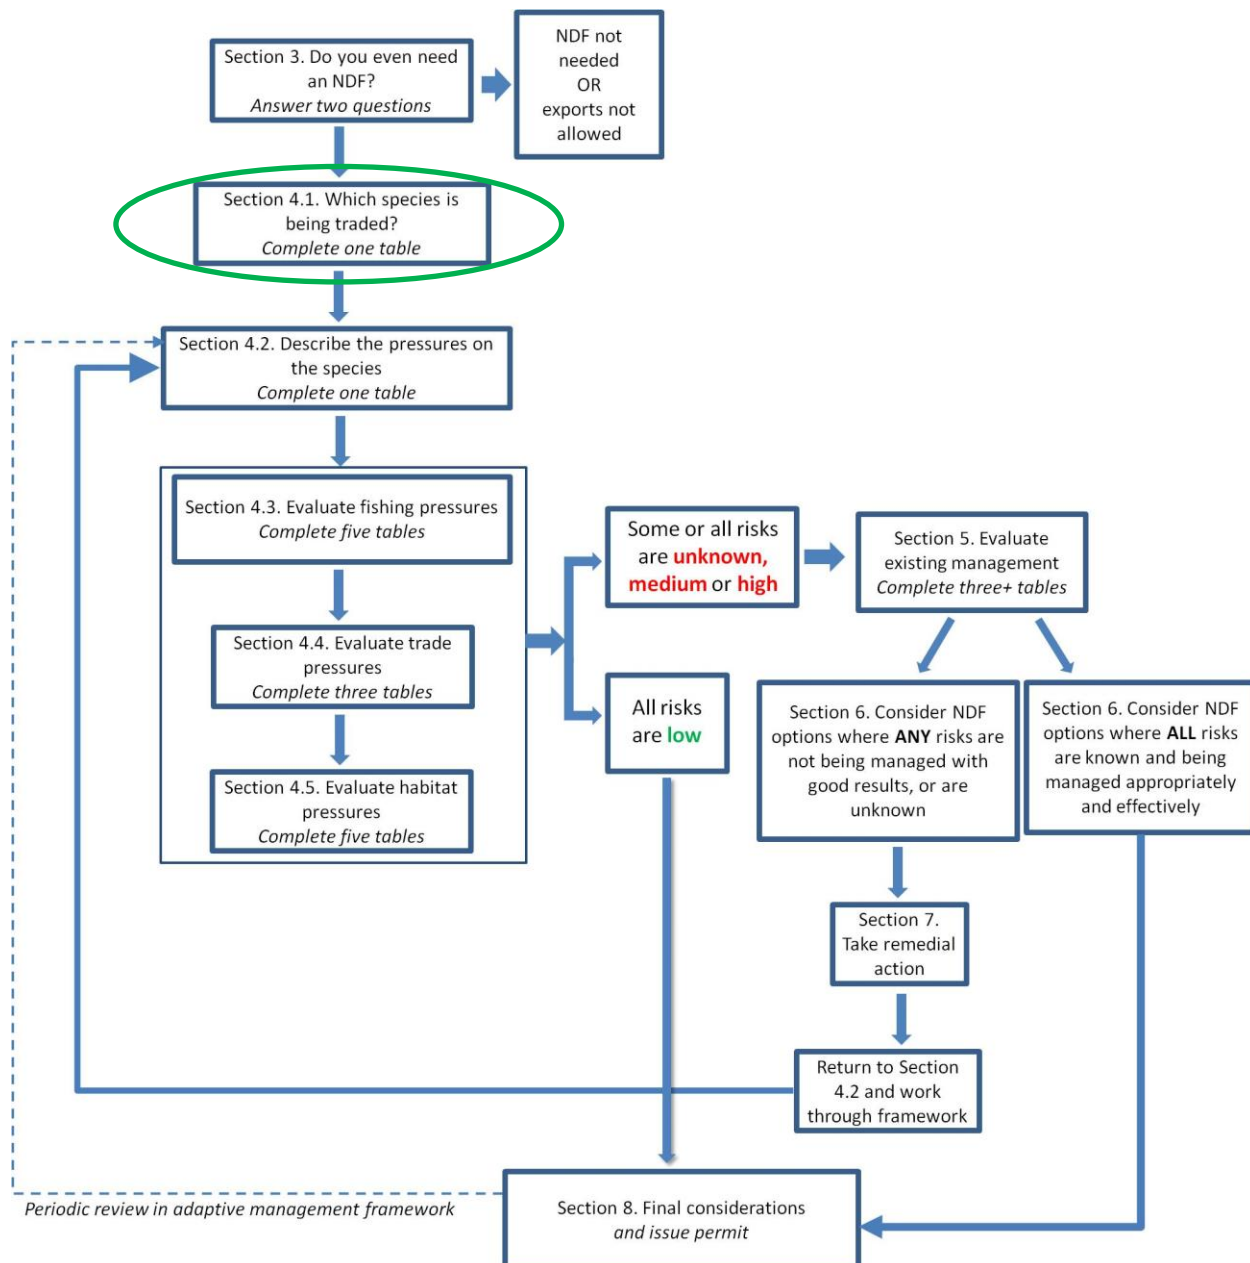 Section 3. Do you even need
an NDF?
Answer two questions
NDF not
needed
OR
exports not
allowed
Section 4.1. Which species is
being traded?
Complete one table
Section 4.2. Describe the pressures on
the species
Complete one table
Section 4.3. Evaluate fishing pressures
Complete five tables
Section 4.4. Evaluate trade
pressures
Complete three tables
Section 4.5. Evaluate habitat
pressures
Complete five tables
Some or all risks
are unknown,
medium or high
All risks
are low
Section 5. Evaluate
existing management
Complete three+ tables
Section 6. Consider NDF
options where ANY risks are
not being managed with
good results, or are
unknown
Section 6. Consider NDF
options where ALL risks
are known and being
managed appropriately
and effectively
Section 7.
Take remedial
action
Return to Section
4.2 and work
through framework
Periodic review in adaptive management framework
Section 8. Final considerations
and issue permit